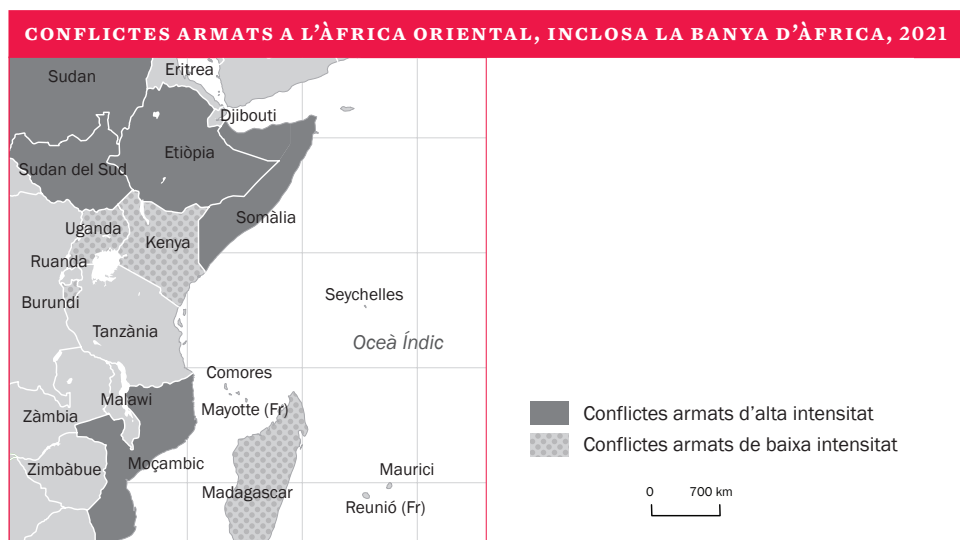 CONFLICTES ARMATS A L'ÀFRICA ORIENTAL, INCLOSA LA BANYA D'ÀFRICA, 2021
Sudan
Eritrea
Djibouti
Etiòpia
Sudan del Sud
Somàlia
Uganda
Kenya
Ruanda
Burundi
Seychelles
Tanzània
Oceà Índic
Comores
Malawi
Mayotte (Fr)
Zàmbia
Conflictes armats d'alta intensitat
Conflictes armats de baixa intensitat
Moçambic
Zimbàbue
Maurici
Madagascar
Reunió (Fr)
0 700 km